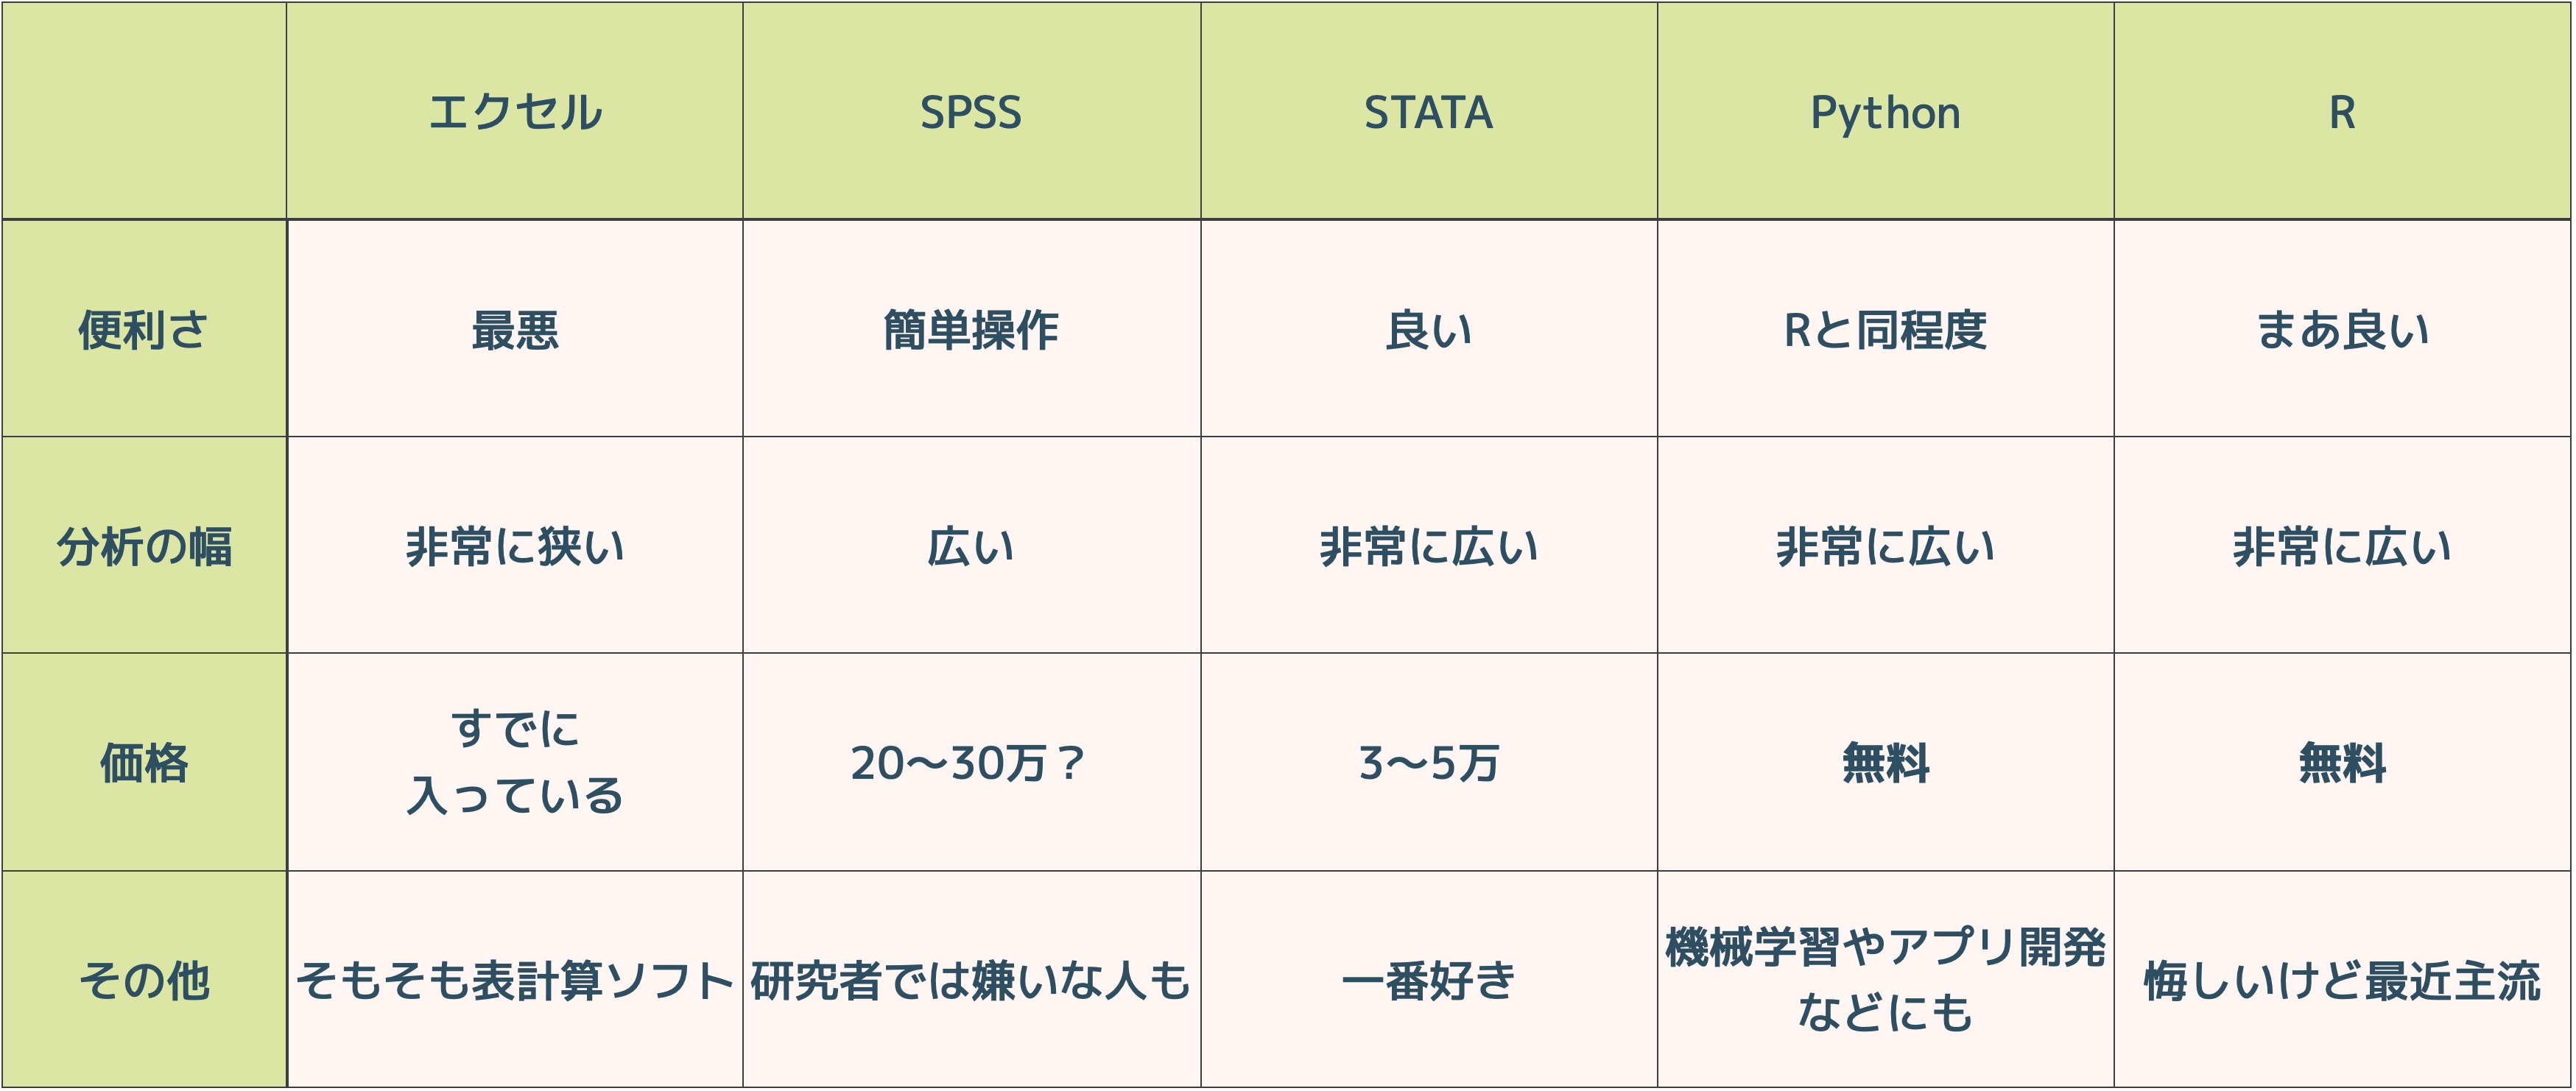 エクセル
SPSS
STATA
Python
R
便利さ
最悪
簡単操作
良い
Rと同程度
まあ良い
分析の幅
非常に狭い
広い
非常に広い
非常に広い
非常に広い
価格
すでに
入っている
20〜30万？
3〜5万
無料
無料
その他
そもそも表計算ソフト
研究者では嫌いな人も
一番好き
機械学習やアプリ開発
などにも
悔しいけど最近主流